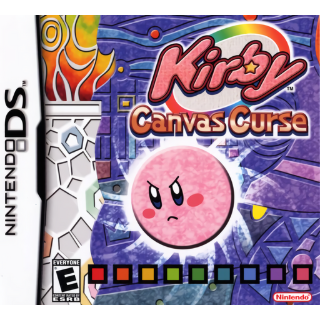 NINTENDO DS
Kirby
TM
Canvas Curse
EVERYONE
E
ESRB
Nintendo